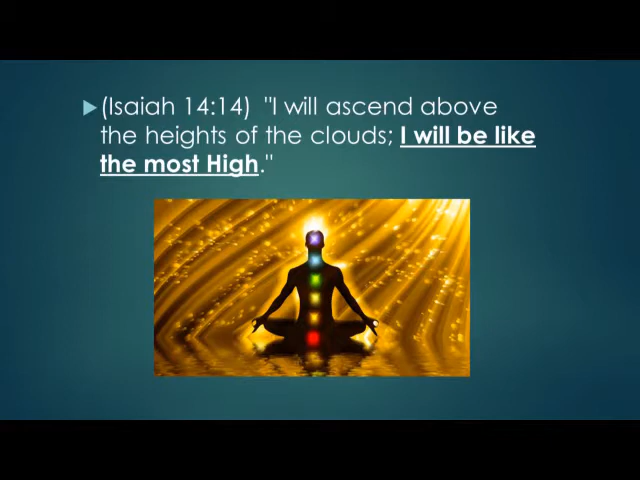 (Isaiah 14:14) "I will ascend above
the heights of the clouds; I will be like
the most High."